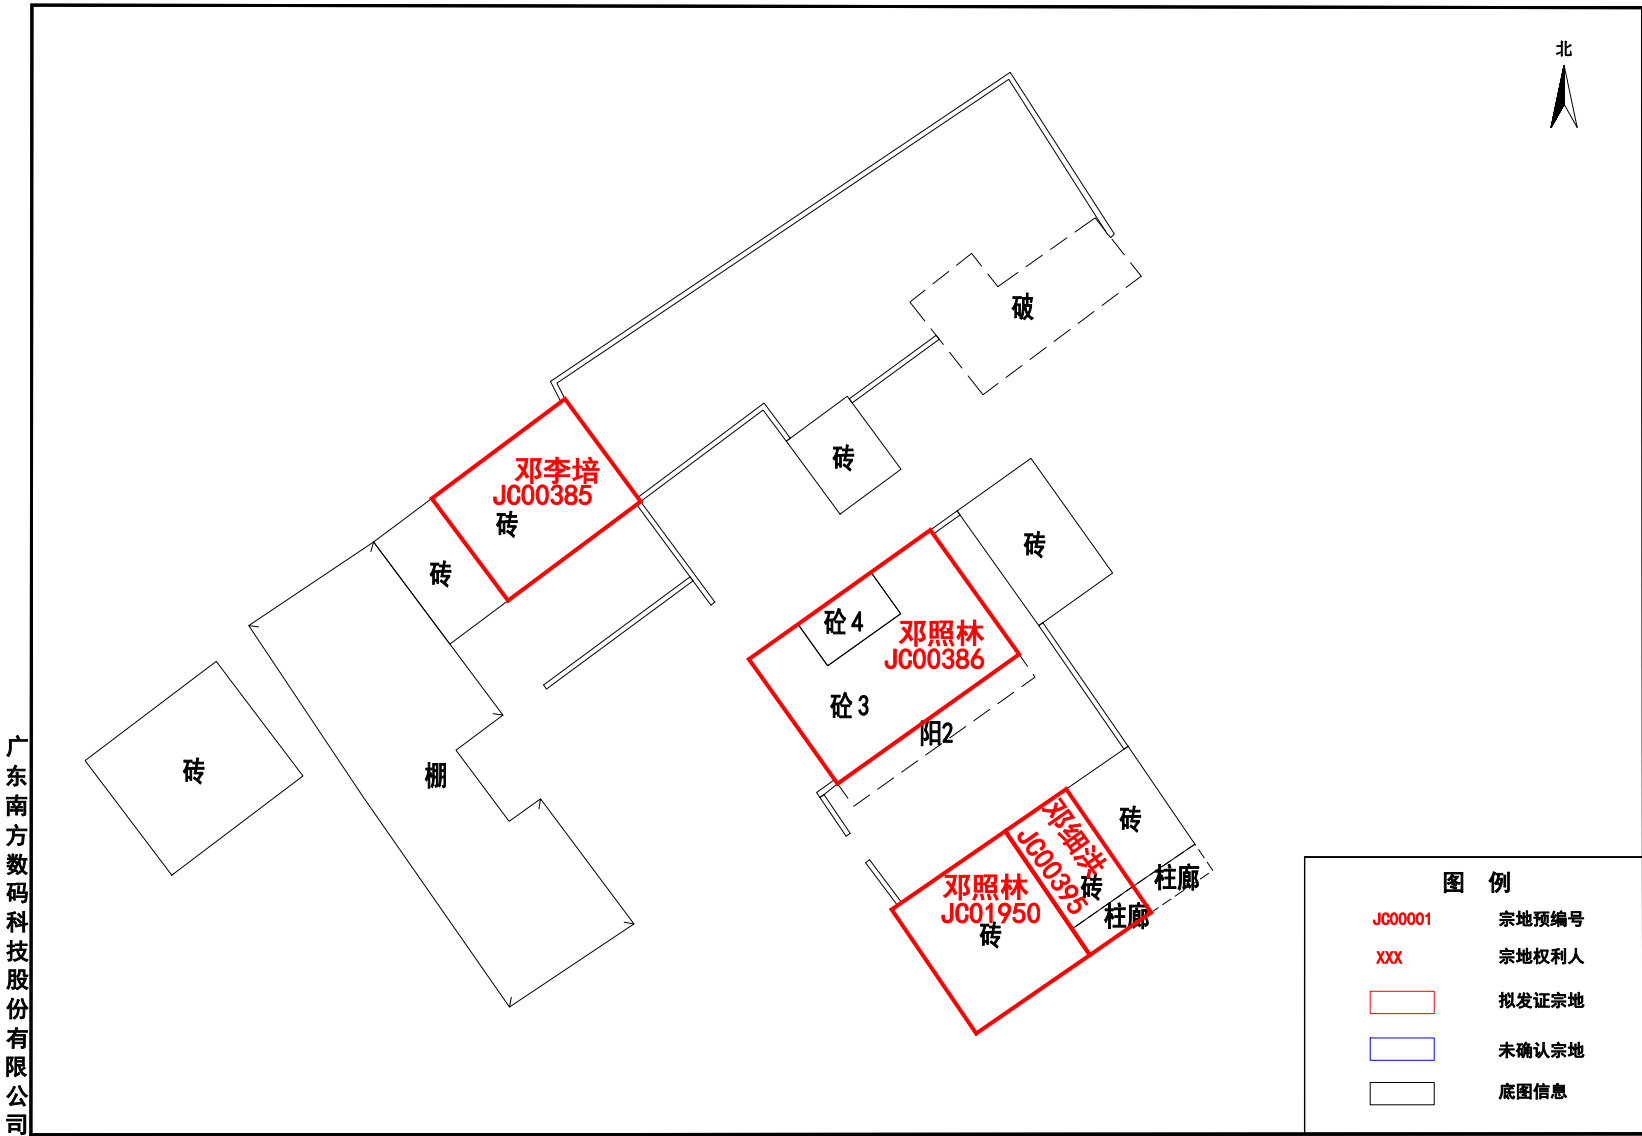 北
破
砖
邓李培
JC00385
砖
砖
砖
砼4
邓照林
JC00386
砼3
阳2
砖
棚
砖
邓细洪
JC00395
砖
柱廊
柱廊
邓照林
JC01950
砖
广东南方数码科技股份有限公司
图 例
JC00001 宗地预编号
XXX 宗地权利人
拟发证宗地
未确认宗地
底图信息